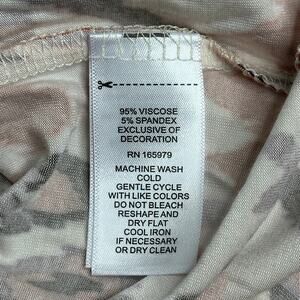 95% VISCOSE
5% SPANDEX
EXCLUSIVE OF
DECORATION
RN 165979
MACHINE WASH
COLD
GENTLE CYCLE
WITH LIKE COLORS
DO NOT BLEACH
RESHAPE AND
DRY FLAT
COOL IRON
IF NECESSARY
OR DRY CLEAN